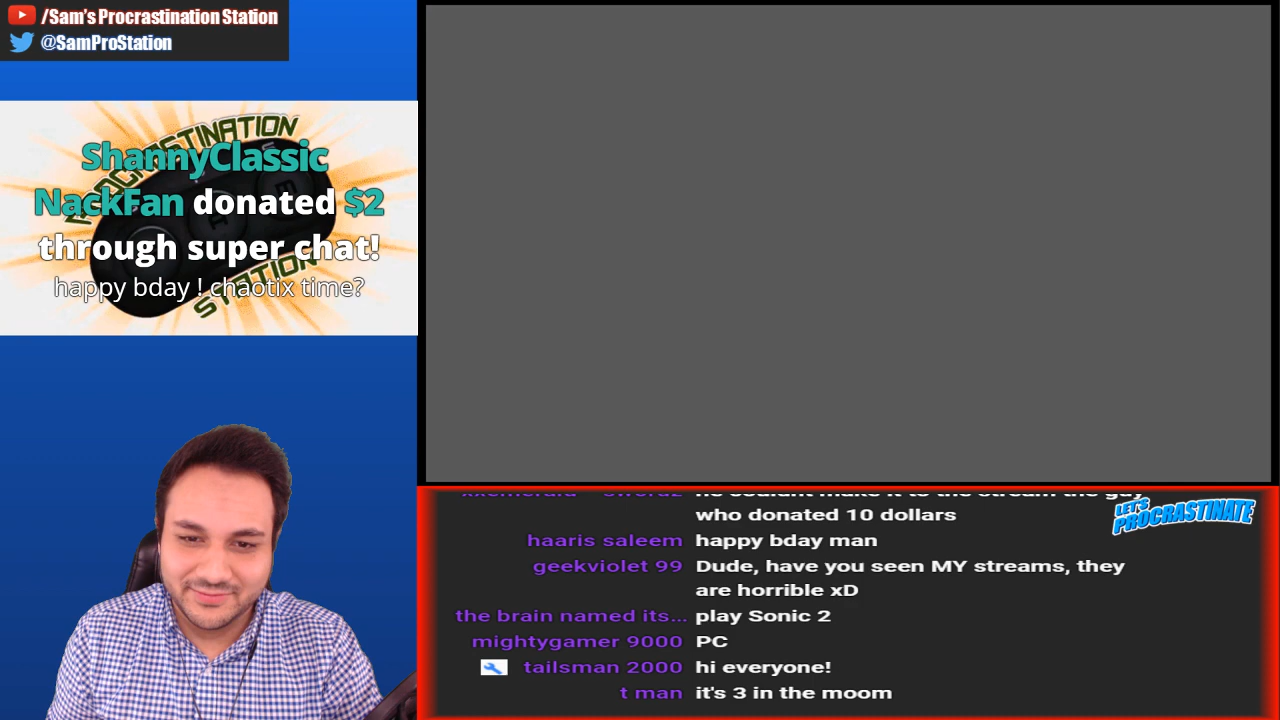 /Sam's Procrastination Station
@SamProStation
PROCRASTINATION
STATION
ShannyClassic
NackFan donated $2
through super chat!
happy bday ! chaotix time?
who donated 10 dollars
haaris saleem happy bday man
geekviolet 99 Dude, have you seen MY streams, they
are horrible xD
the brain named its... play Sonic 2
mightygamer 9000 PC
tailsman 2000 hi everyone!
t man it's 3 in the moom
LET'S
PROCRASTINATE